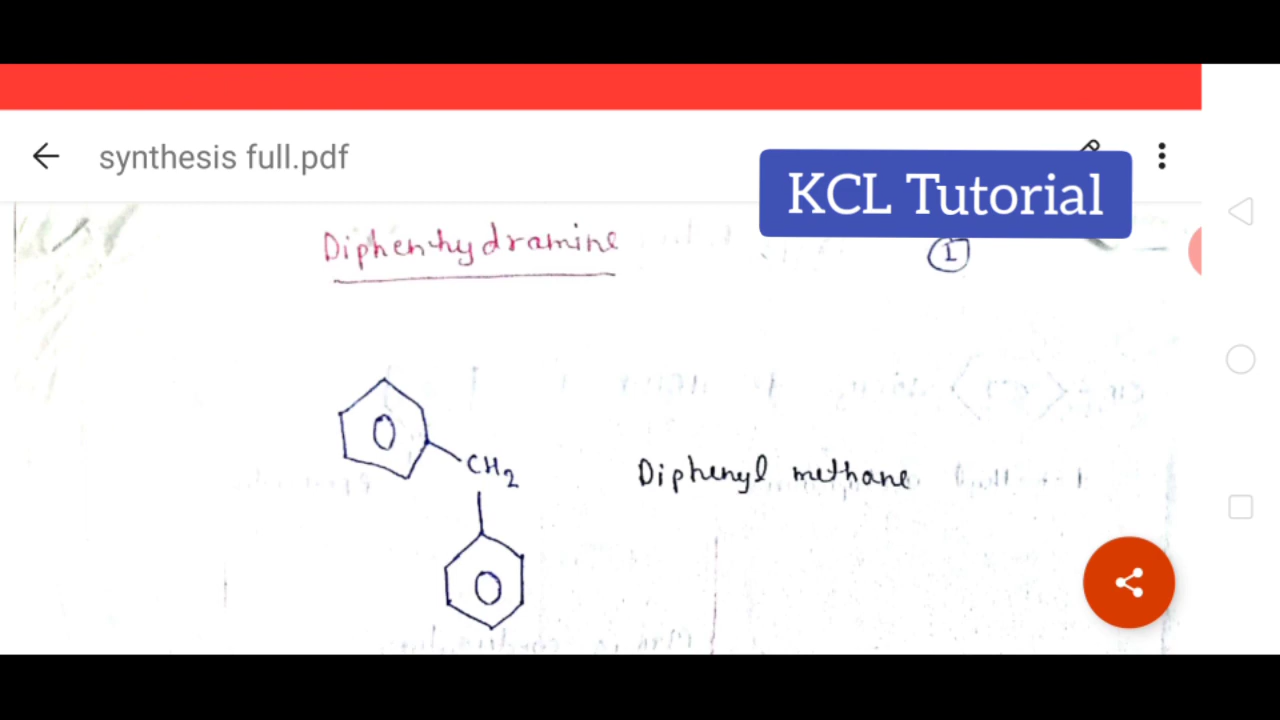 synthesis full.pdf
KCL Tutorial
Diphenhydramine
1
CH2
Diphenyl methane